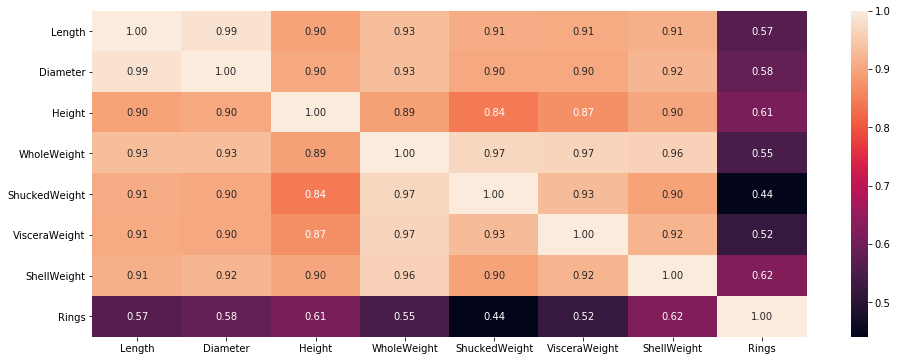 Length 1.00 0.99 0.90 0.93 0.91 0.91 0.91 0.57
Diameter 0.99 1.00 0.90 0.93 0.90 0.90 0.92 0.58
Height 0.90 0.90 1.00 0.89 0.84 0.87 0.90 0.61
WholeWeight 0.93 0.93 0.89 1.00 0.97 0.97 0.96 0.55
ShuckedWeight 0.91 0.90 0.84 0.97 1.00 0.93 0.90 0.44
VisceraWeight 0.91 0.90 0.87 0.97 0.93 1.00 0.92 0.52
ShellWeight 0.91 0.92 0.90 0.96 0.90 0.92 1.00 0.62
Rings 0.57 0.58 0.61 0.55 0.44 0.52 0.62 1.00
Length Diameter Height WholeWeight ShuckedWeight VisceraWeight ShellWeight Rings
1.0
0.9
0.8
0.7
0.6
0.5